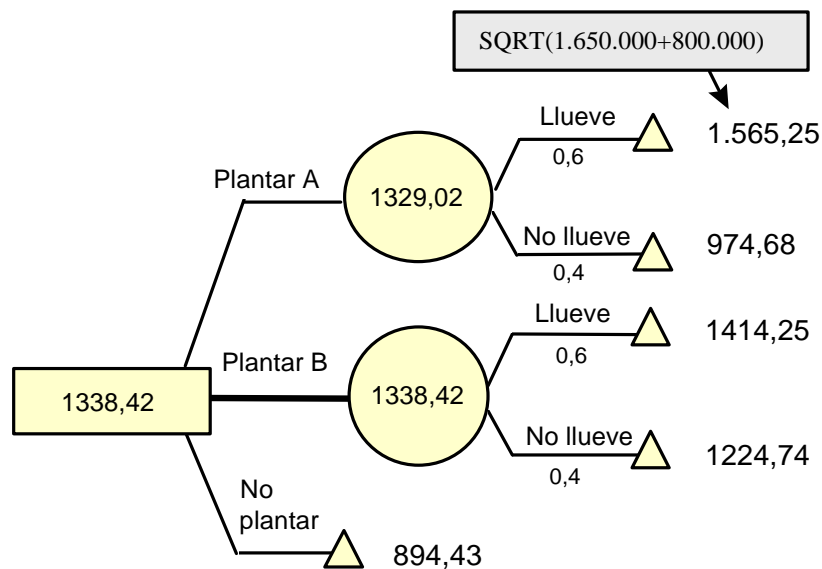 SQRT(1.650.000+800.000)
Llueve
0,6
1.565,25
Plantar A
1329,02
No llueve
0,4
974,68
Llueve
0,6
1414,25
Plantar B
1338,42
1338,42
No llueve
0,4
1224,74
No
plantar
894,43